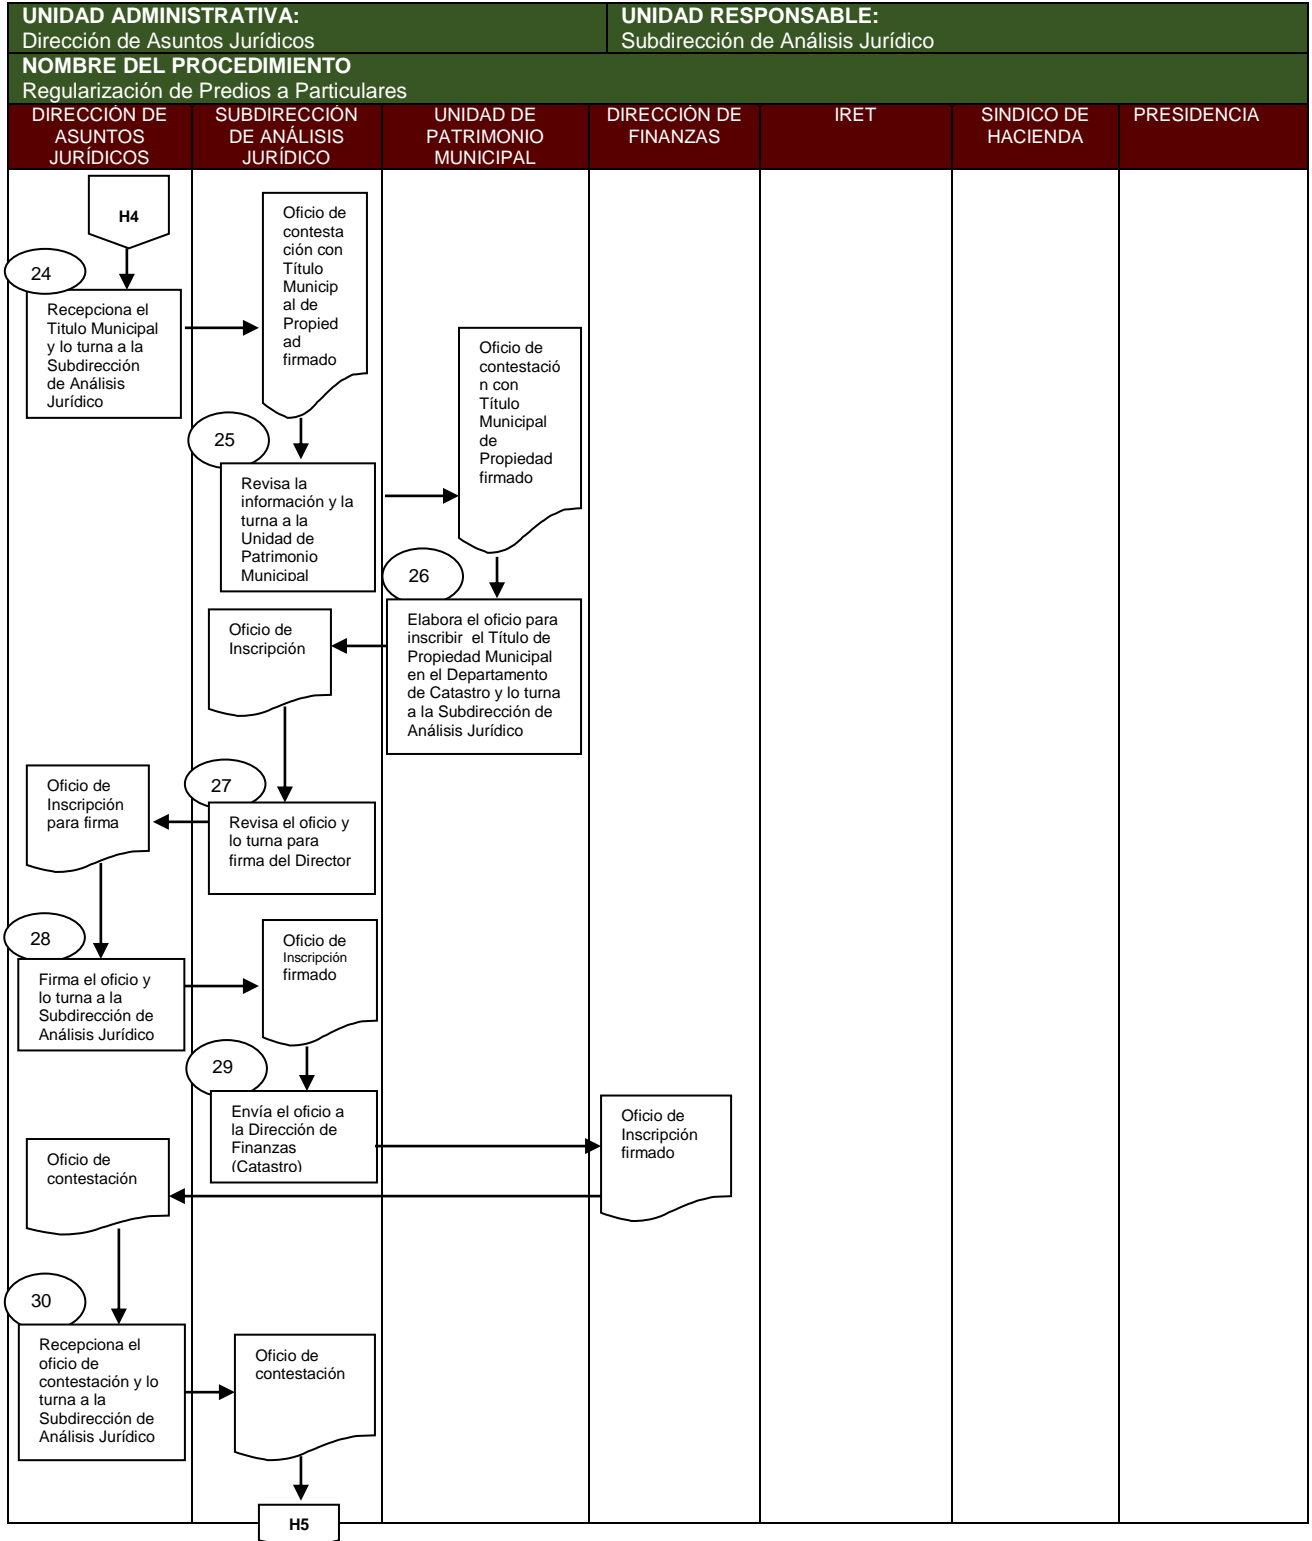 UNIDAD ADMINISTRATIVA:
Dirección de Asuntos Jurídicos
UNIDAD RESPONSABLE:
Subdirección de Análisis Jurídico
NOMBRE DEL PROCEDIMIENTO
Regularización de Predios a Particulares
DIRECCIÓN DE
ASUNTOS
JURÍDICOS
SUBDIRECCIÓN
DE ANÁLISIS
JURÍDICO
UNIDAD DE
PATRIMONIO
MUNICIPAL
DIRECCIÓN DE
FINANZAS
IRET
SINDICO DE
HACIENDA
PRESIDENCIA
H4
24
Recepciona el
Titulo Municipal
y lo turna a la
Subdirección
de Análisis
Jurídico
Oficio de
contesta
ción con
Título
Municip
al de
Propied
ad
firmado
25
Revisa la
información y la
turna a la
Unidad de
Patrimonio
Municipal
Oficio de
contestació
n con
Título
Municipal
de
Propiedad
firmado
26
Elabora el oficio para
inscribir el Título de
Propiedad Municipal
en el Departamento
de Catastro y lo turna
a la Subdirección de
Análisis Jurídico
Oficio de
Inscripción
27
Revisa el oficio y
lo turna para
firma del Director
Oficio de
Inscripción
para firma
28
Firma el oficio y
lo turna a la
Subdirección de
Análisis Jurídico
Oficio de
Inscripción
firmado
29
Envía el oficio a
la Dirección de
Finanzas
(Catastro)
Oficio de
Inscripción
firmado
Oficio de
contestación
30
Recepciona el
oficio de
contestación y lo
turna a la
Subdirección de
Análisis Jurídico
Oficio de
contestación
H5